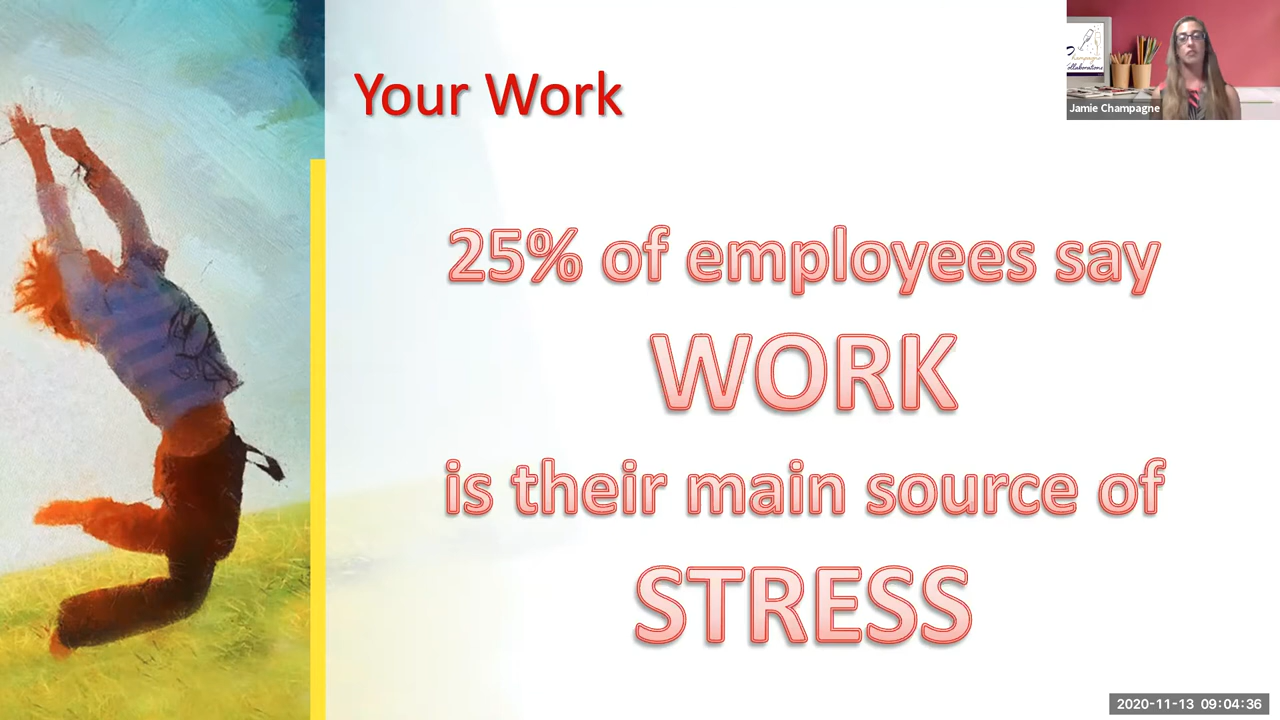 Your Work
Jamie Champagne
25% of employees say
WORK
is their main source of
STRESS
2020-11-13 09:04:36